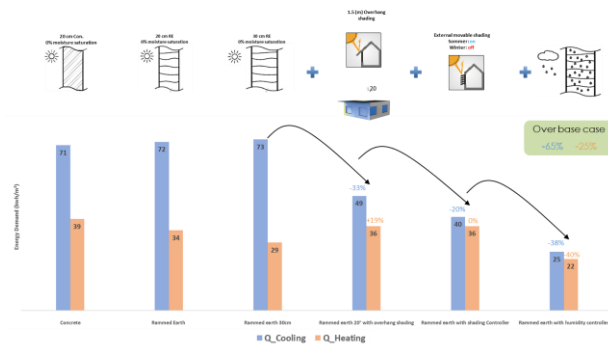 20 cm Con.
0% moisture saturation
20 cm RE
0% moisture saturation
30 cm RE
0% moisture saturation
1.5 (m) Overhang
shading
External movable shading
Summer: on
Winter: off
Over base case
-65% -25%
Energy Demand (kwh/m²)
71
39
72
34
73
29
-33%
49
+19%
36
-20%
40
0%
36
-38%
25
-40%
22
Concrete
Rammed Earth
Rammed earth 30cm
Rammed earth 20° with overhang shading
Rammed earth with shading Controller
Rammed earth with humidity controller
Q_Cooling
Q_Heating